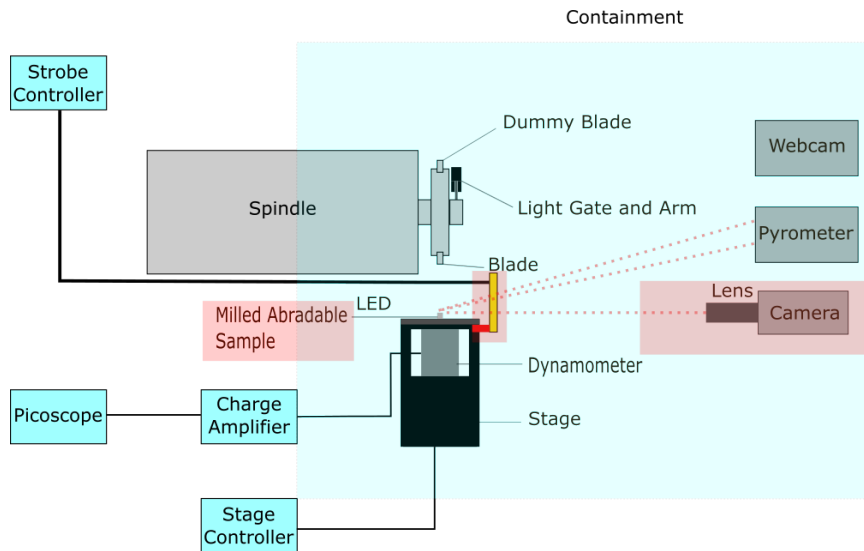 Containment
Strobe
Controller
Dummy Blade
Webcam
Spindle
Light Gate and Arm
Pyrometer
Blade
LED
Lens
Milled Abradable
Sample
Camera
Dynamometer
Picoscope
Charge
Amplifier
Stage
Stage
Controller